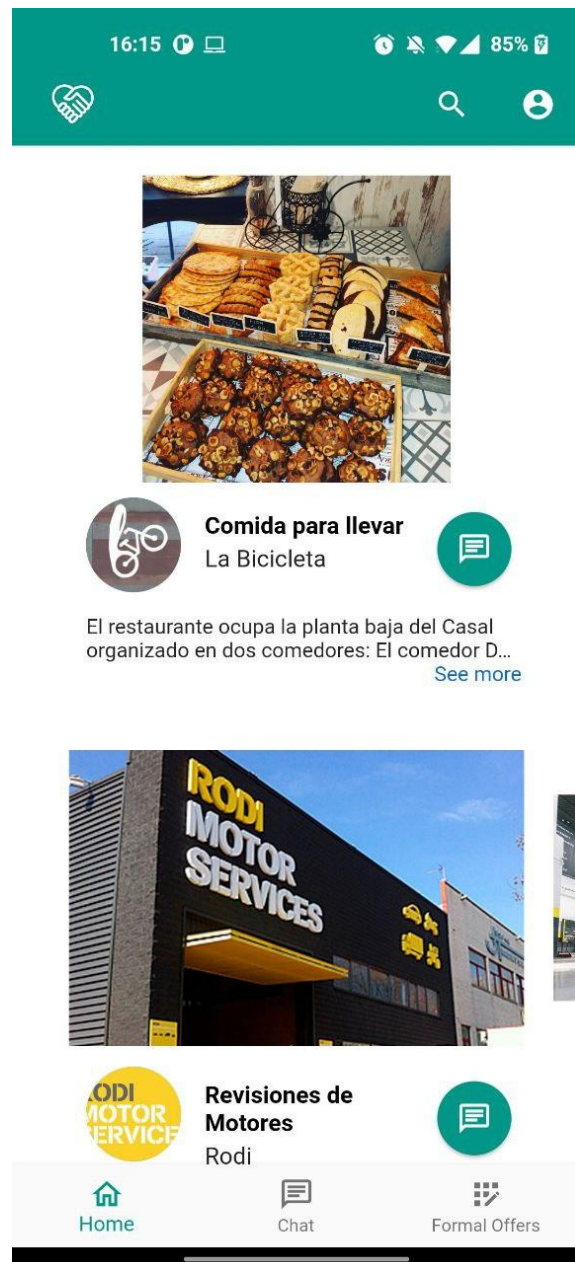 16:15
85%
Comida para llevar
La Bicicleta
El restaurante ocupa la planta baja del Casal
organizado en dos comedores: El comedor D...
See more
RODI
MOTOR
SERVICES
ODI
MOTOR
SERVICE
Revisiones de
Motores
Rodi
Home
Chat
Formal Offers